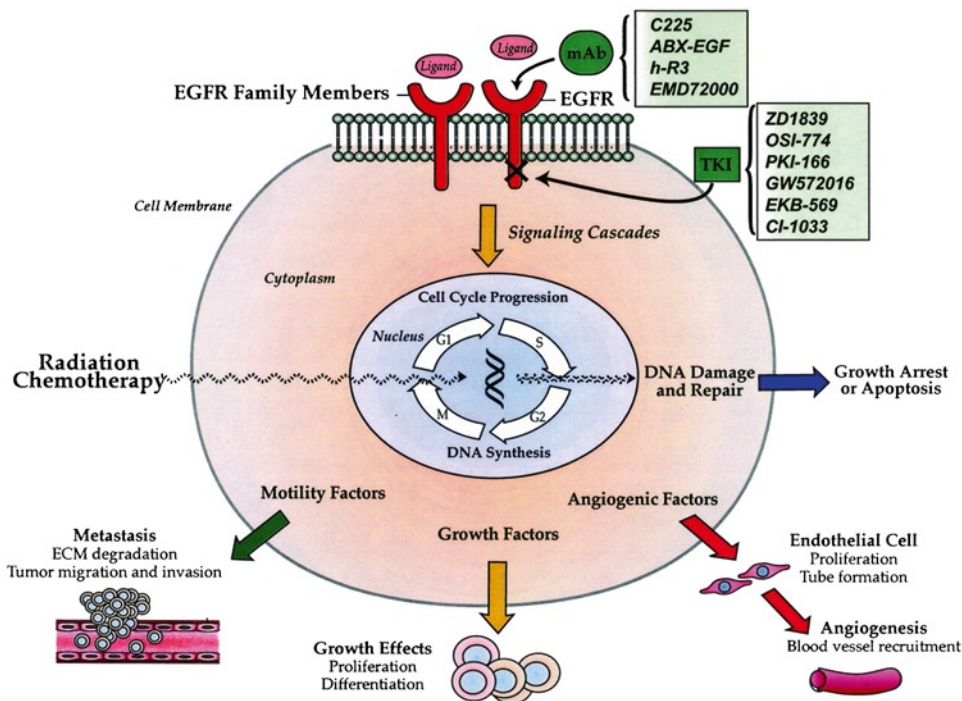 C225
ABX-EGF
h-R3
EMD72000
mAb
Ligand
Ligand
EGFR Family Members
EGFR
ZD1839
OSI-774
PKI-166
GW572016
EKB-569
CI-1033
TKI
Cell Membrane
Signaling Cascades
Cytoplasm
Cell Cycle Progression
Nucleus
G1
S
M
G2
DNA Synthesis
Radiation
Chemotherapy
DNA Damage
and Repair
Growth Arrest
or Apoptosis
Motility Factors
Angiogenic Factors
Growth Factors
Metastasis
ECM degradation
Tumor migration and invasion
Endothelial Cell
Proliferation
Tube formation
Growth Effects
Proliferation
Differentiation
Angiogenesis
Blood vessel recruitment